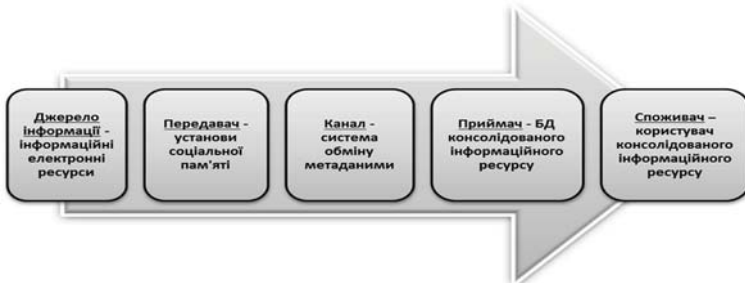 Джерело
інформації -
інформаційні
електронні
ресурси
Передавач -
установи
соціальної
пам'яті
Канал -
система
обміну
метаданими
Приймач - БД
консолідованого
інформаційного
ресурсу
Споживач –
користувач
консолідованого
інформаційного
ресурсу